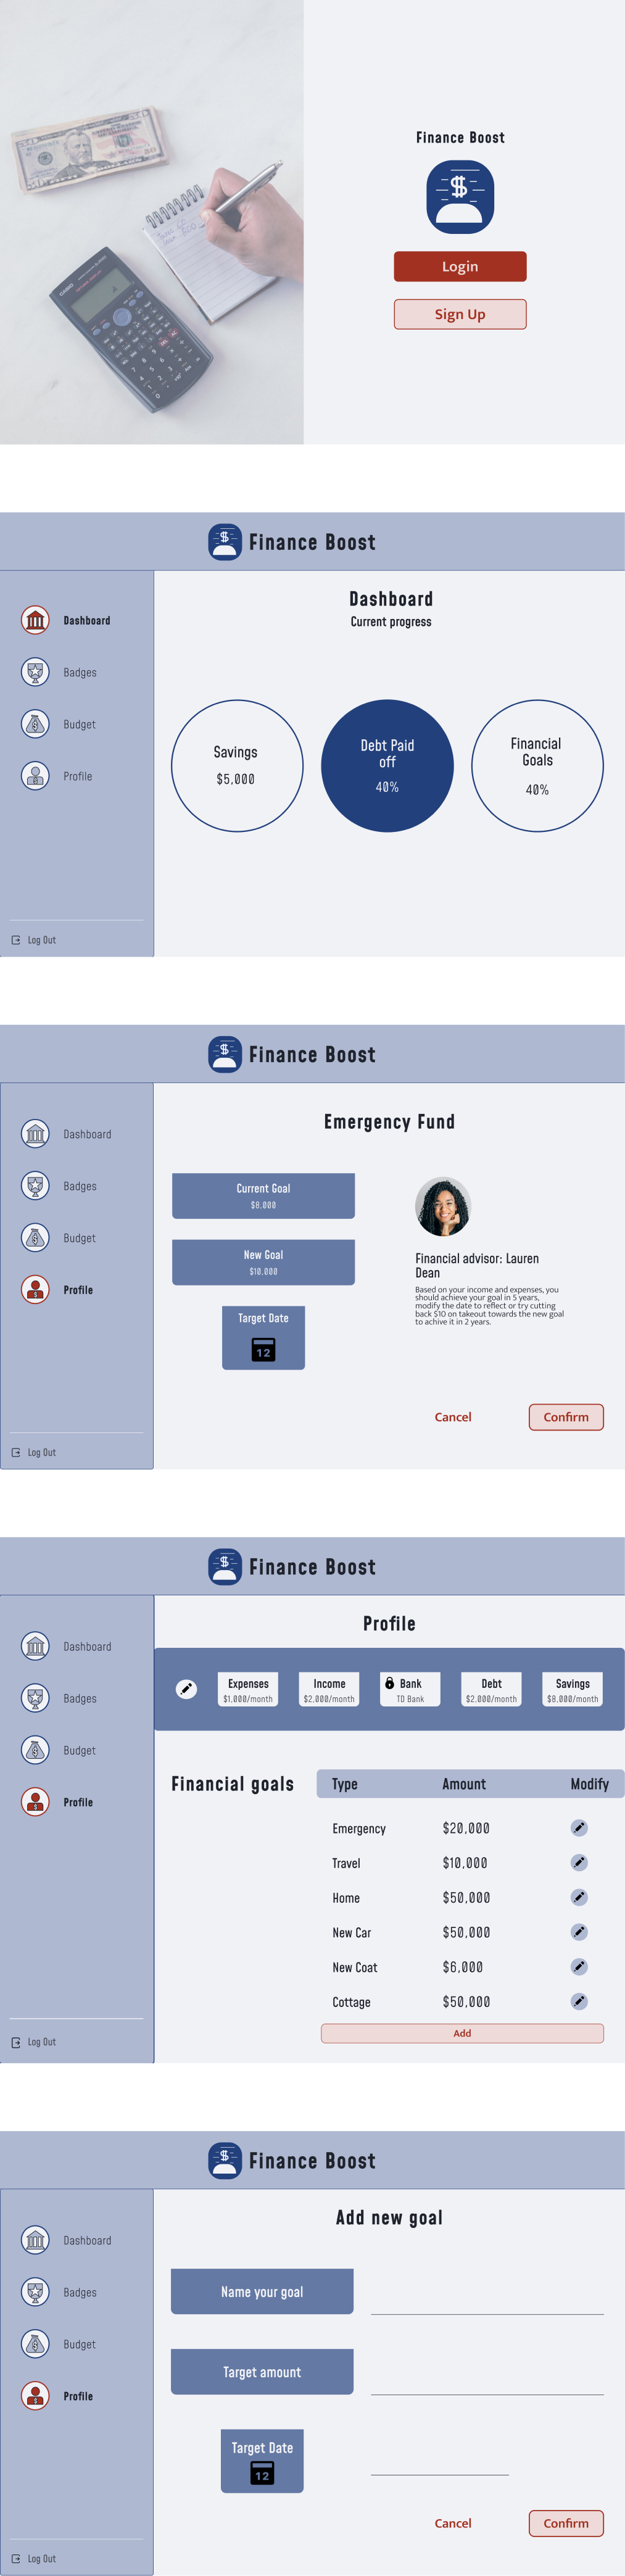 Finance Boost
Login
Sign Up
50
50
CASIO
Finance Boost
Dashboard
Current progress
Dashboard
Badges
Budget
Profile
Savings
$5,000
Debt Paid
off
40%
Financial
Goals
40%
Log Out
Finance Boost
Emergency Fund
Dashboard
Badges
Budget
Profile
Current Goal
$8,000
New Goal
$10,000
Target Date
12
Financial advisor: Lauren
Dean
Based on your income and expenses, you
should achieve your goal in 5 years,
modify the date to reflect or try cutting
back $10 on takeout towards the new goal
to achive it in 2 years.
Cancel
Confirm
Log Out
Finance Boost
Profile
Dashboard
Badges
Budget
Profile
Expenses
$1,000/month
Income
$2,000/month
Bank
TD Bank
Debt
$2,000/month
Savings
$8,000/month
Financial goals
Type Amount Modify
Emergency $20,000
Travel $10,000
Home $50,000
New Car $50,000
New Coat $6,000
Cottage $50,000
Add
Log Out
Finance Boost
Add new goal
Dashboard
Badges
Budget
Profile
Name your goal
Target amount
Target Date
12
Cancel
Confirm
Log Out